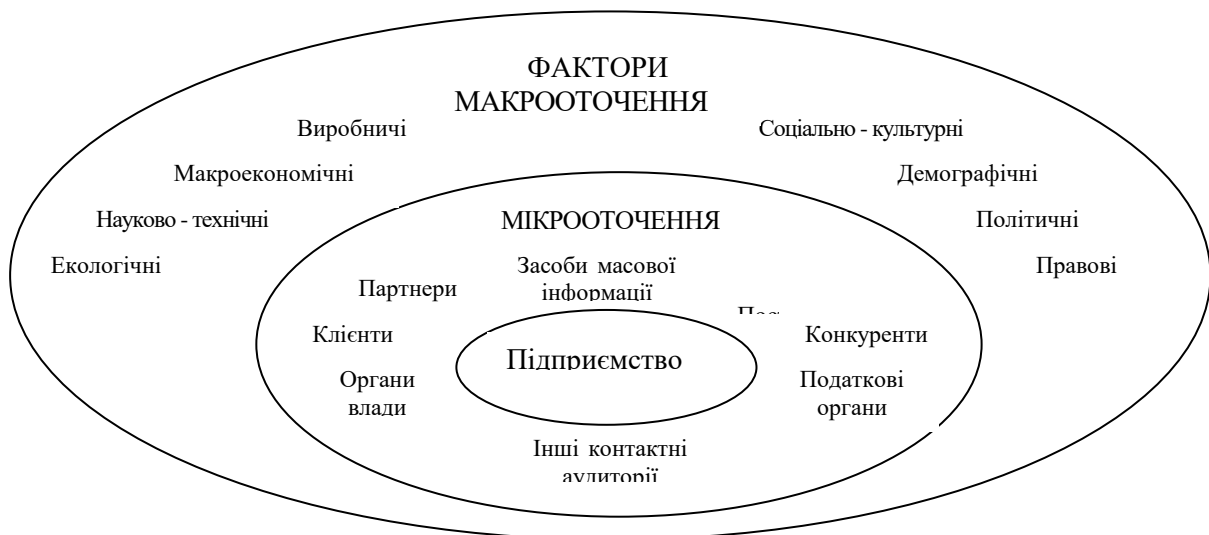 ФАКТОРИ
МАКРООТОЧЕННЯ
Виробничі
Соціально - культурні
Макроекономічні
Демографічні
Науково - технічні
Політичні
Екологічні
Правові
МІКРООТОЧЕННЯ
Засоби масової
інформації
Партнери
Клієнти
Конкуренти
Підприємство
Органи
влади
Податкові
органи
Інші контактні
аудиторії